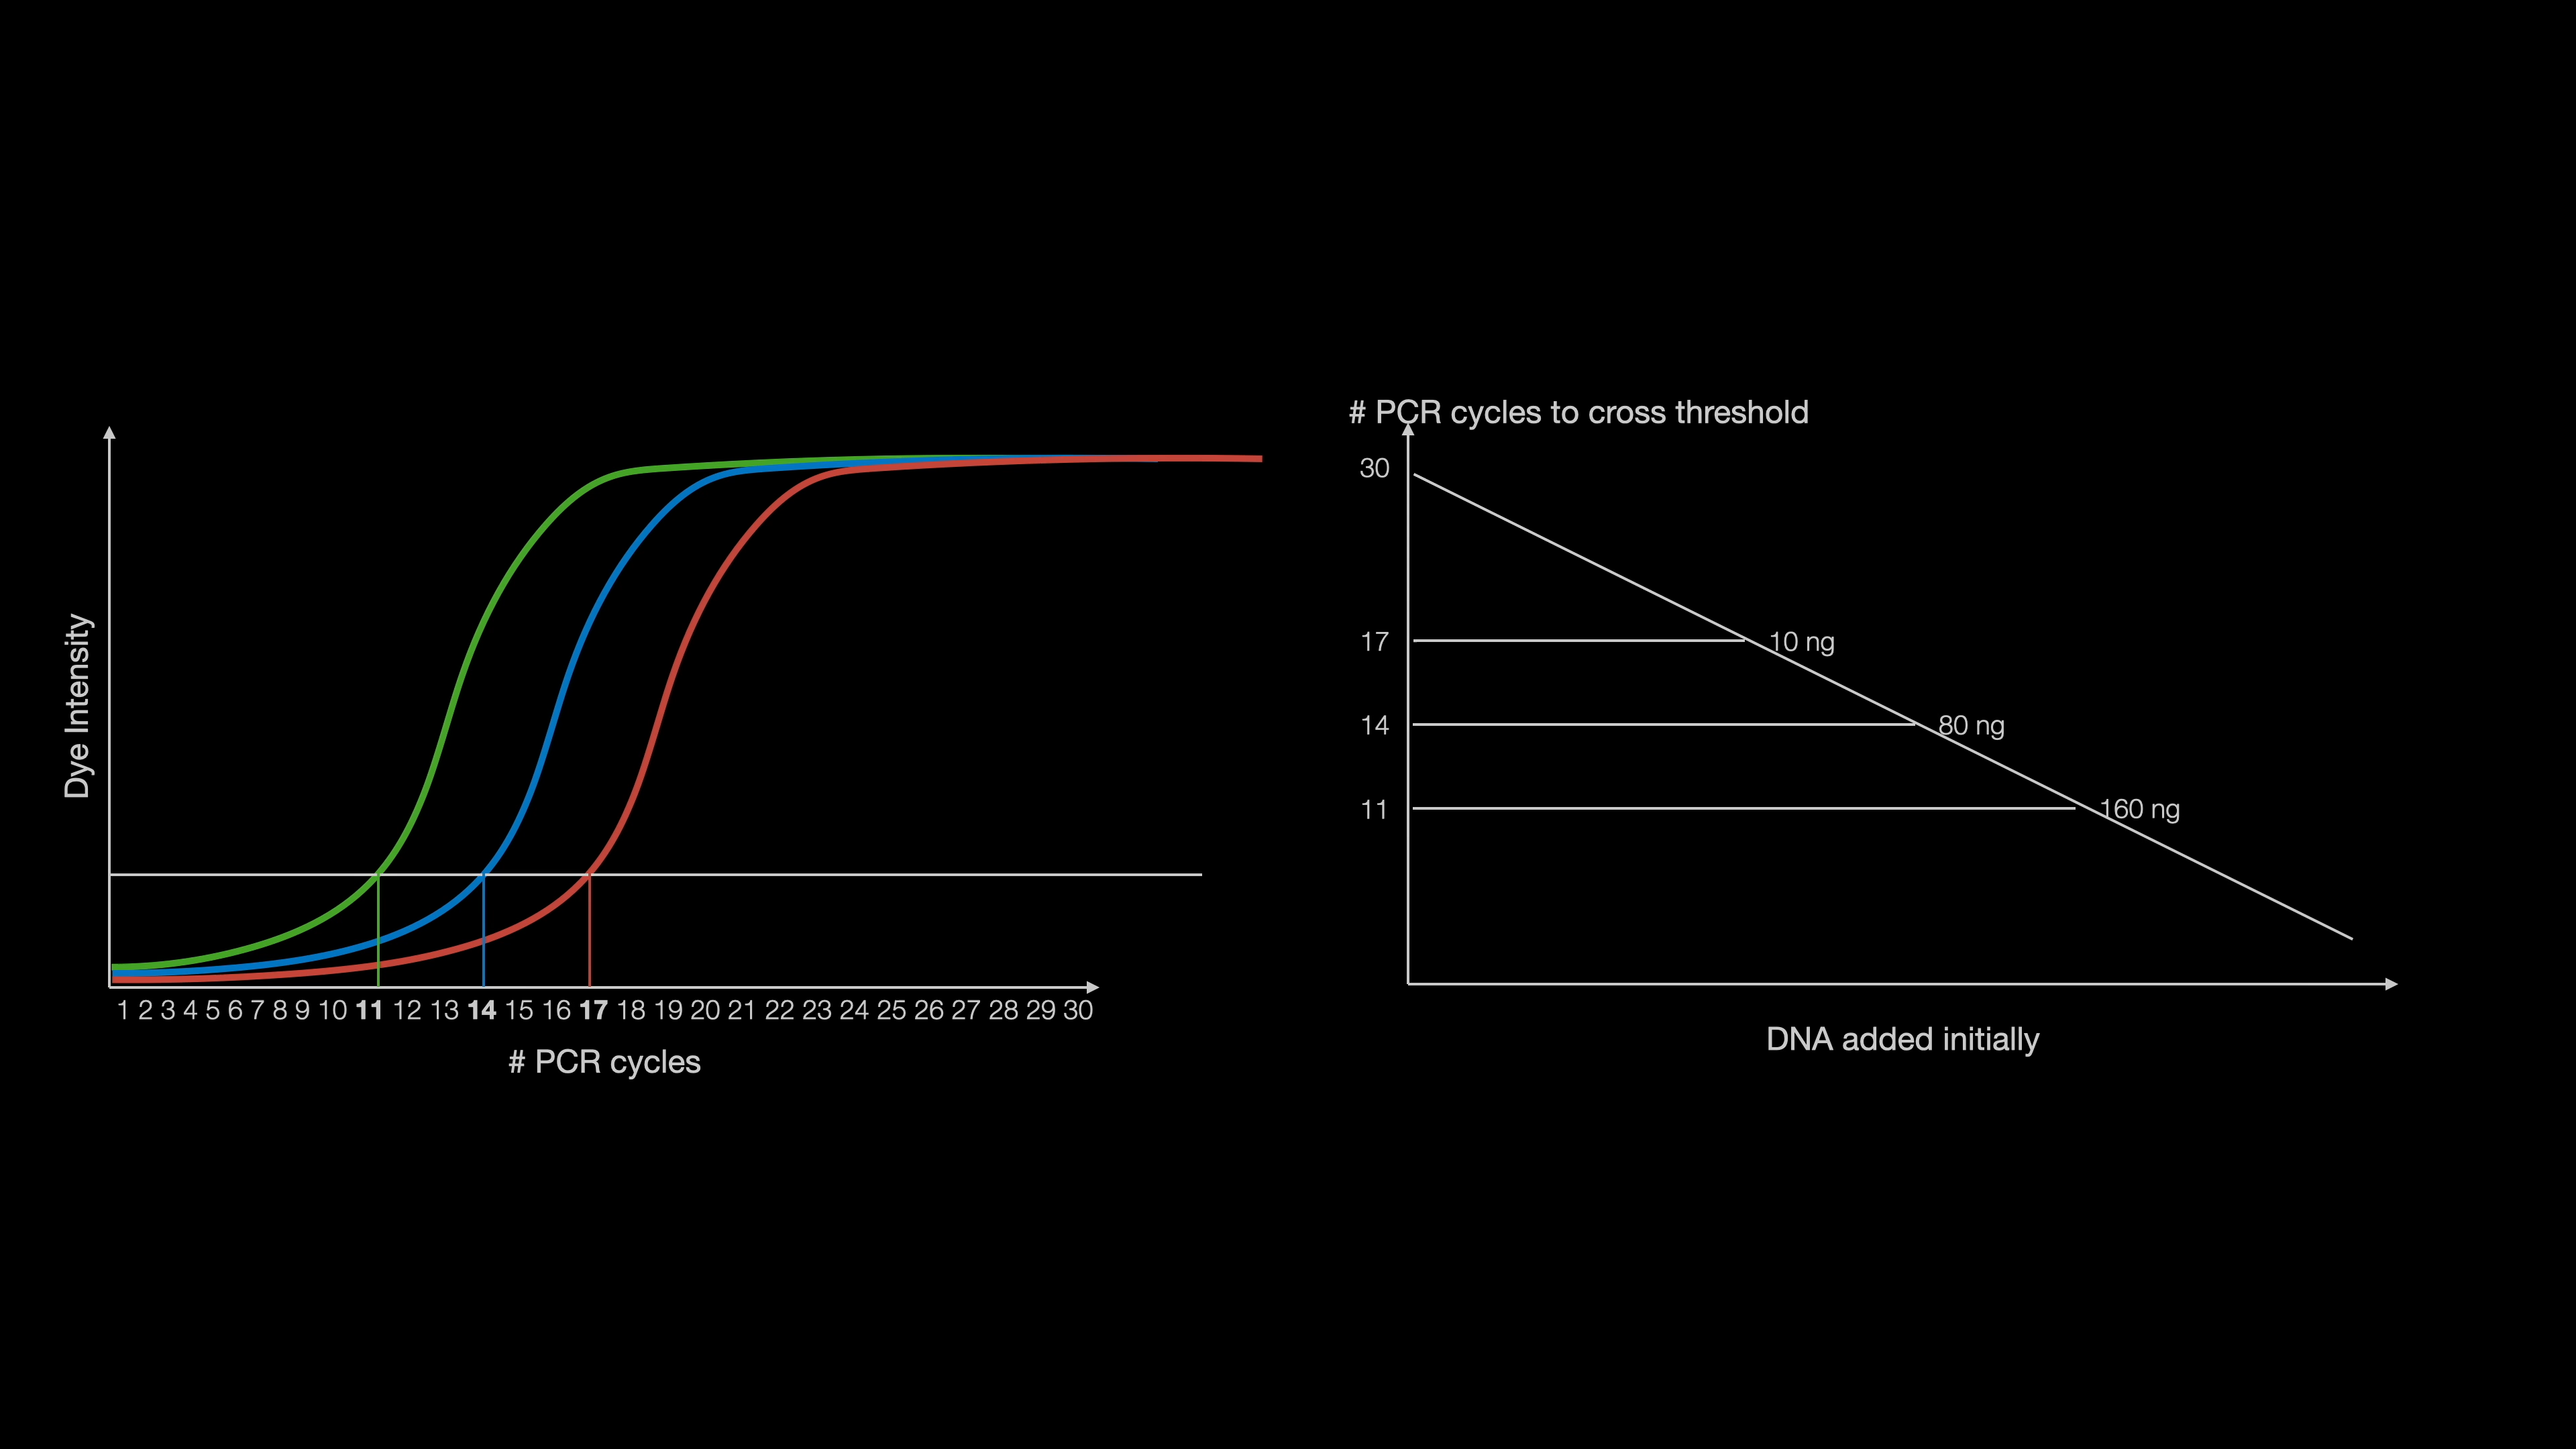 Dye Intensity
1 2 3 4 5 6 7 8 9 10 11 12 13 14 15 16 17 18 19 20 21 22 23 24 25 26 27 28 29 30
# PCR cycles
# PCR cycles to cross threshold
30
17
10 ng
14
80 ng
11
160 ng
DNA added initially